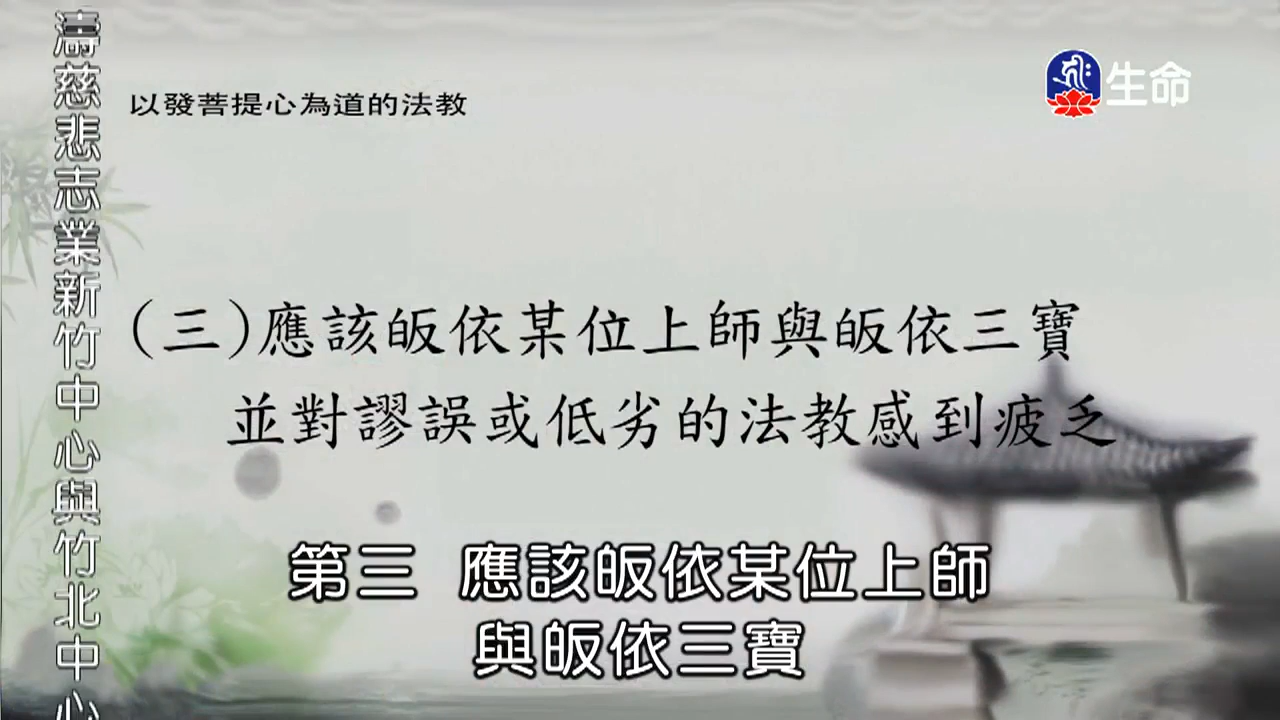 濤慈悲志業新竹中心與竹北中心
以發菩提心為道的法教
生命
(三)應該皈依某位上師與皈依三寶
並對謬誤或低劣的法教感到疲乏
第三 應該皈依某位上師
與皈依三寶